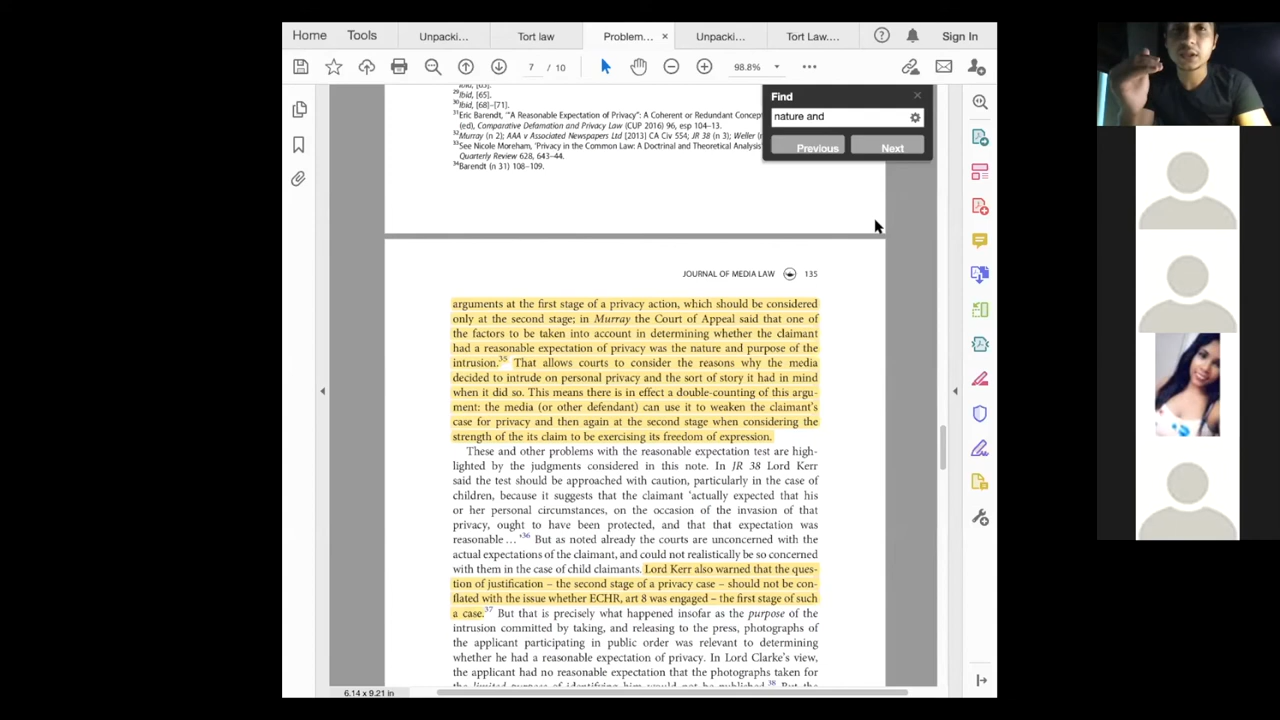 Home Tools Unpacki... Tort law Problem... × Unpacki... Tort Law.... Sign In
7 / 10 98.8%
Find
nature and
Previous Next
²⁹Ibid, [65].
³⁰Ibid, [68]–[71].
³¹Eric Barendt, '"A Reasonable Expectation of Privacy": A Coherent or Redundant Concep
(ed), Comparative Defamation and Privacy Law (CUP 2016) 96, esp 104–13.
³²Murray (n 2); AAA v Associated Newspapers Ltd [2013] CA Civ 554; JR 38 (n 3); Weller (n
³³See Nicole Moreham, 'Privacy in the Common Law: A Doctrinal and Theoretical Analysis'
Quarterly Review 628, 643–44.
³⁴Barendt (n 31) 108–109.
JOURNAL OF MEDIA LAW 135
arguments at the first stage of a privacy action, which should be considered
only at the second stage; in Murray the Court of Appeal said that one of
the factors to be taken into account in determining whether the claimant
had a reasonable expectation of privacy was the nature and purpose of the
intrusion.³⁵ That allows courts to consider the reasons why the media
decided to intrude on personal privacy and the sort of story it had in mind
when it did so. This means there is in effect a double-counting of this argu-
ment: the media (or other defendant) can use it to weaken the claimant's
case for privacy and then again at the second stage when considering the
strength of the its claim to be exercising its freedom of expression.
These and other problems with the reasonable expectation test are high-
lighted by the judgments considered in this note. In JR 38 Lord Kerr
said the test should be approached with caution, particularly in the case of
children, because it suggests that the claimant 'actually expected that his
or her personal circumstances, on the occasion of the invasion of that
privacy, ought to have been protected, and that that expectation was
reasonable ... '³⁶ But as noted already the courts are unconcerned with the
actual expectations of the claimant, and could not realistically be so concerned
with them in the case of child claimants. Lord Kerr also warned that the ques-
tion of justification – the second stage of a privacy case – should not be con-
flated with the issue whether ECHR, art 8 was engaged – the first stage of such
a case.³⁷ But that is precisely what happened insofar as the purpose of the
intrusion committed by taking, and releasing to the press, photographs of
the applicant participating in public order was relevant to determining
whether he had a reasonable expectation of privacy. In Lord Clarke's view,
the applicant had no reasonable expectation that the photographs taken for
the limited purpose of identifying him would not be published.³⁸ But the
6.14 x 9.21 in